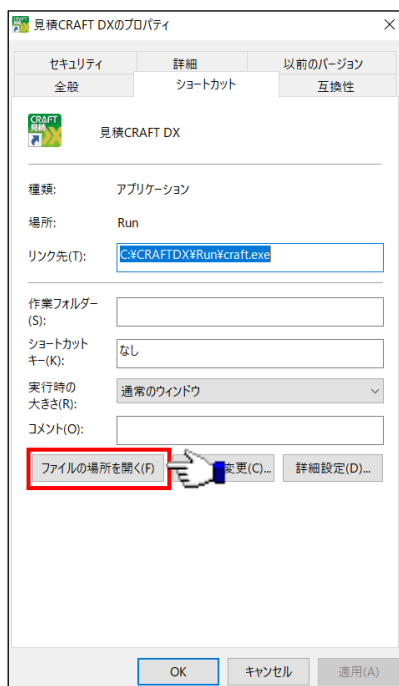 見積CRAFT DXのプロパティ
セキュリティ 詳細 以前のバージョン
全般 ショートカット 互換性
CRAFT
見積
見積CRAFT DX
種類: アプリケーション
場所: Run
リンク先(T): C:¥CRAFTDX¥Run¥craft.exe
作業フォルダー
(S):
ショートカット
キー(K): なし
実行時の
大きさ(R): 通常のウィンドウ
コメント(O):
ファイルの場所を開く(F) 変更(C)... 詳細設定(D)...
OK キャンセル 適用(A)